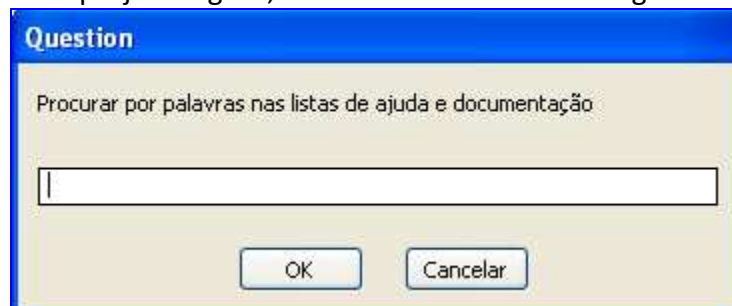 Question
Procurar por palavras nas listas de ajuda e documentação
OK
Cancelar